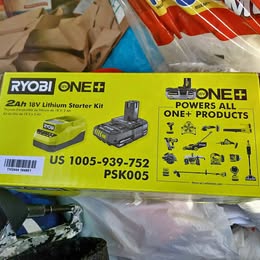 RYOBI ONE+
2Ah 18V Lithium Starter Kit
ONE+
POWERS ALL
ONE+ PRODUCTS
US 1005-939-752
PSK005